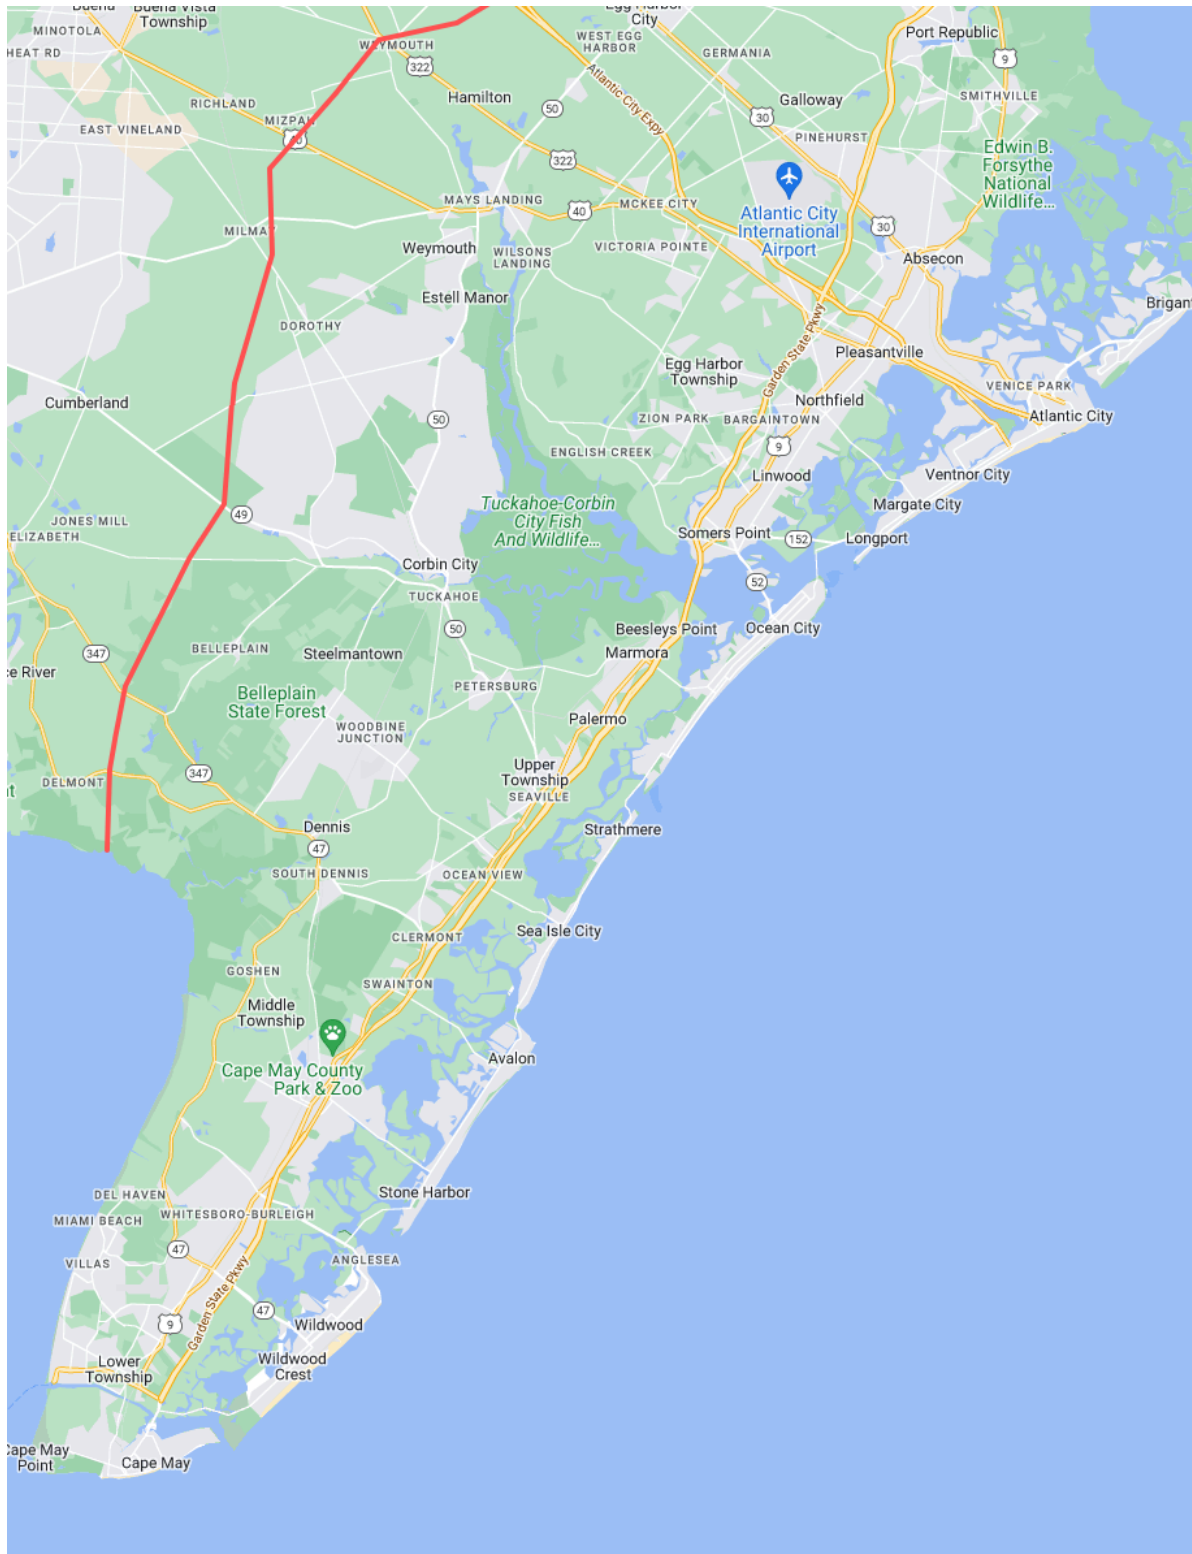 Buena Vista
Township
Egg Harbor
City
MINOTOLA
WEYMOUTH
WEST EGG
HARBOR
Port Republic
WHEAT RD
322
GERMANIA
9
RICHLAND
Hamilton
50
Galloway
SMITHVILLE
Atlantic City Expy
MIZPAH
30
EAST VINELAND
PINEHURST
Edwin B.
Forsythe
National
Wildlife...
322
MAYS LANDING
40
MCKEE CITY
Atlantic City
International
Airport
30
MILMAY
Weymouth
WILSONS
LANDING
VICTORIA POINTE
Absecon
Estell Manor
Brigant
DOROTHY
Garden State Pkwy
Pleasantville
Egg Harbor
Township
VENICE PARK
Cumberland
Northfield
50
ZION PARK
BARGAINTOWN
Atlantic City
9
ENGLISH CREEK
Linwood
Ventnor City
Tuckahoe-Corbin
City Fish
And Wildlife...
Margate City
49
JONES MILL
ELIZABETH
Somers Point
152
Longport
Corbin City
52
TUCKAHOE
50
Beesleys Point
Ocean City
347
BELLEPLAIN
Steelmantown
Marmora
ce River
PETERSBURG
Belleplain
State Forest
Palermo
WOODBINE
JUNCTION
347
Upper
Township
DELMONT
SEAVILLE
Dennis
Strathmere
47
SOUTH DENNIS
OCEAN VIEW
Sea Isle City
CLERMONT
GOSHEN
SWAINTON
Middle
Township
Avalon
Cape May County
Park & Zoo
DEL HAVEN
Stone Harbor
MIAMI BEACH
WHITESBORO-BURLEIGH
47
VILLAS
ANGLESEA
Garden State Pkwy
47
9
Wildwood
Lower
Township
Wildwood
Crest
Cape May
Point
Cape May